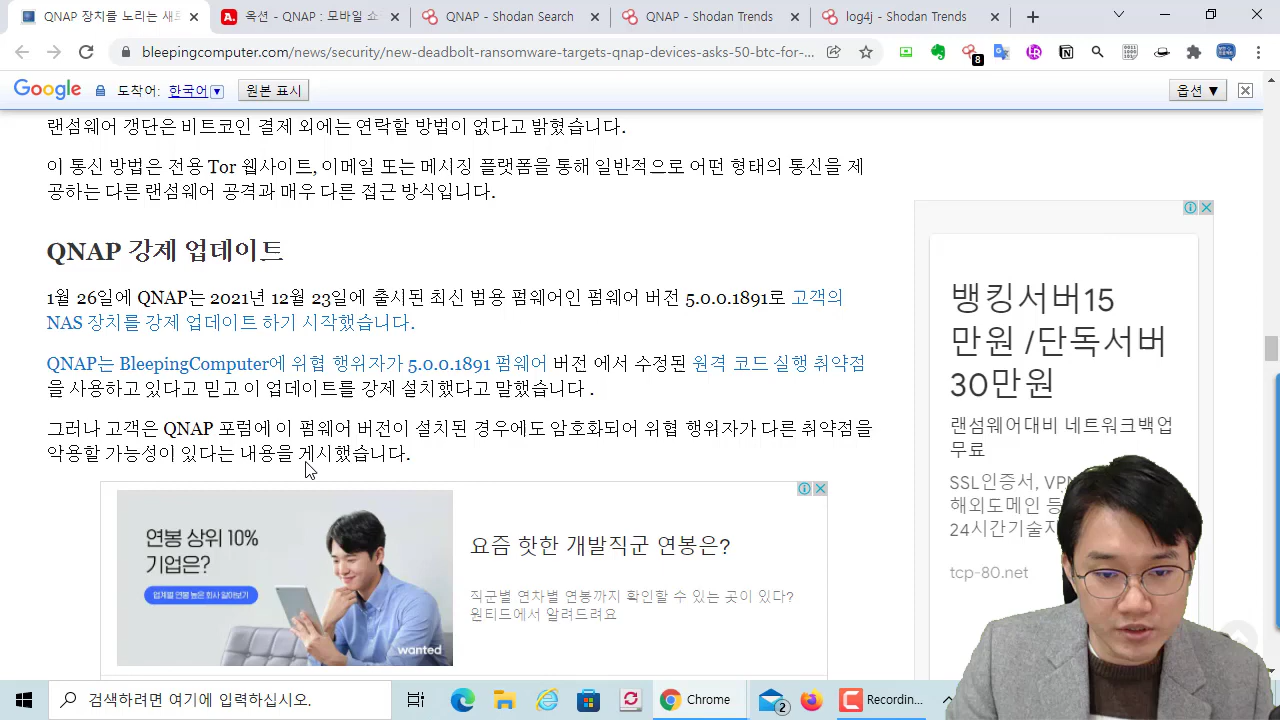 QNAP 장치를 노리는 새로
옥션 - QNAP : 모바일 쇼
QNAP - Shodan Search
QNAP - Shodan Trends
log4j - Shodan Trends
bleepingcomputer.com/news/security/new-deadbolt-ransomware-targets-qnap-devices-asks-50-btc-for-...
8
Google 도착어: 한국어 ▼ 원본 표시 옵션 ▼
랜섬웨어 갱단은 비트코인 결제 외에는 연락할 방법이 없다고 밝혔습니다.
이 통신 방법은 전용 Tor 웹사이트, 이메일 또는 메시징 플랫폼을 통해 일반적으로 어떤 형태의 통신을 제
공하는 다른 랜섬웨어 공격과 매우 다른 접근 방식입니다.
QNAP 강제 업데이트
1월 26일에 QNAP는 2021년 12월 23일에 출시된 최신 범용 펌웨어인 펌웨어 버전 5.0.0.1891로 고객의
NAS 장치를 강제 업데이트 하기 시작했습니다.
QNAP는 BleepingComputer에 위협 행위자가 5.0.0.1891 펌웨어 버전 에서 수정된 원격 코드 실행 취약점
을 사용하고 있다고 믿고 이 업데이트를 강제 설치했다고 말했습니다 .
그러나 고객은 QNAP 포럼에 이 펌웨어 버전이 설치된 경우에도 암호화되어 위협 행위자가 다른 취약점을
악용할 가능성이 있다는 내용을 게시했습니다.
연봉 상위 10%
기업은?
업계별 연봉 높은 회사 알아보기
wanted
요즘 핫한 개발직군 연봉은?
직군별 연차별 연봉까지 확인할 수 있는 곳이 있다?
원티드에서 알려드려요
뱅킹서버15
만원 /단독서버
30만원
랜섬웨어대비 네트워크백업
무료
SSL인증서, VPN
해외도메인 등
24시간기술지
tcp-80.net
검색하려면 여기에 입력하십시오.
Chrome
2
Recordin...